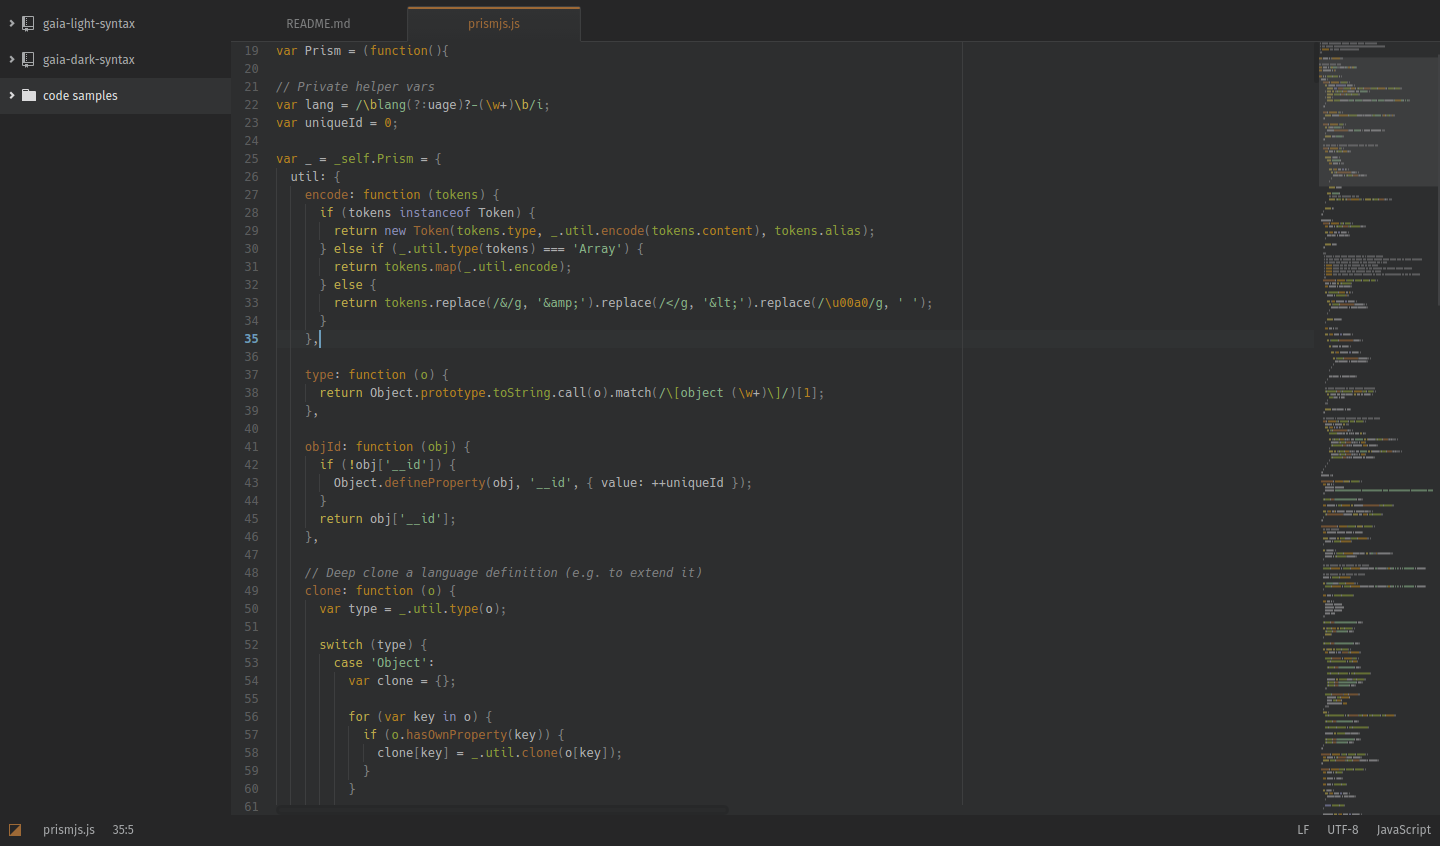 gaia-light-syntax
gaia-dark-syntax
code samples
README.md
prismjs.js
19 var Prism = (function(){
20
21 // Private helper vars
22 var lang = /\blang(?:uage)?-(\w+)\b/i;
23 var uniqueId = 0;
24
25 var _ = _self.Prism = {
26   util: {
27     encode: function (tokens) {
28       if (tokens instanceof Token) {
29         return new Token(tokens.type, _.util.encode(tokens.content), tokens.alias);
30       } else if (_.util.type(tokens) === 'Array') {
31         return tokens.map(_.util.encode);
32       } else {
33         return tokens.replace(/&/g, '&amp;').replace(/</g, '&lt;').replace(/\u00a0/g, ' ');
34       }
35     },
36
37     type: function (o) {
38       return Object.prototype.toString.call(o).match(/\[object (\w+)\]/)[1];
39     },
40
41     objId: function (obj) {
42       if (!obj['__id']) {
43         Object.defineProperty(obj, '__id', { value: ++uniqueId });
44       }
45       return obj['__id'];
46     },
47
48     // Deep clone a language definition (e.g. to extend it)
49     clone: function (o) {
50       var type = _.util.type(o);
51
52       switch (type) {
53         case 'Object':
54           var clone = {};
55
56           for (var key in o) {
57             if (o.hasOwnProperty(key)) {
58               clone[key] = _.util.clone(o[key]);
59             }
60           }
61
prismjs.js 35:5 LF UTF-8 JavaScript